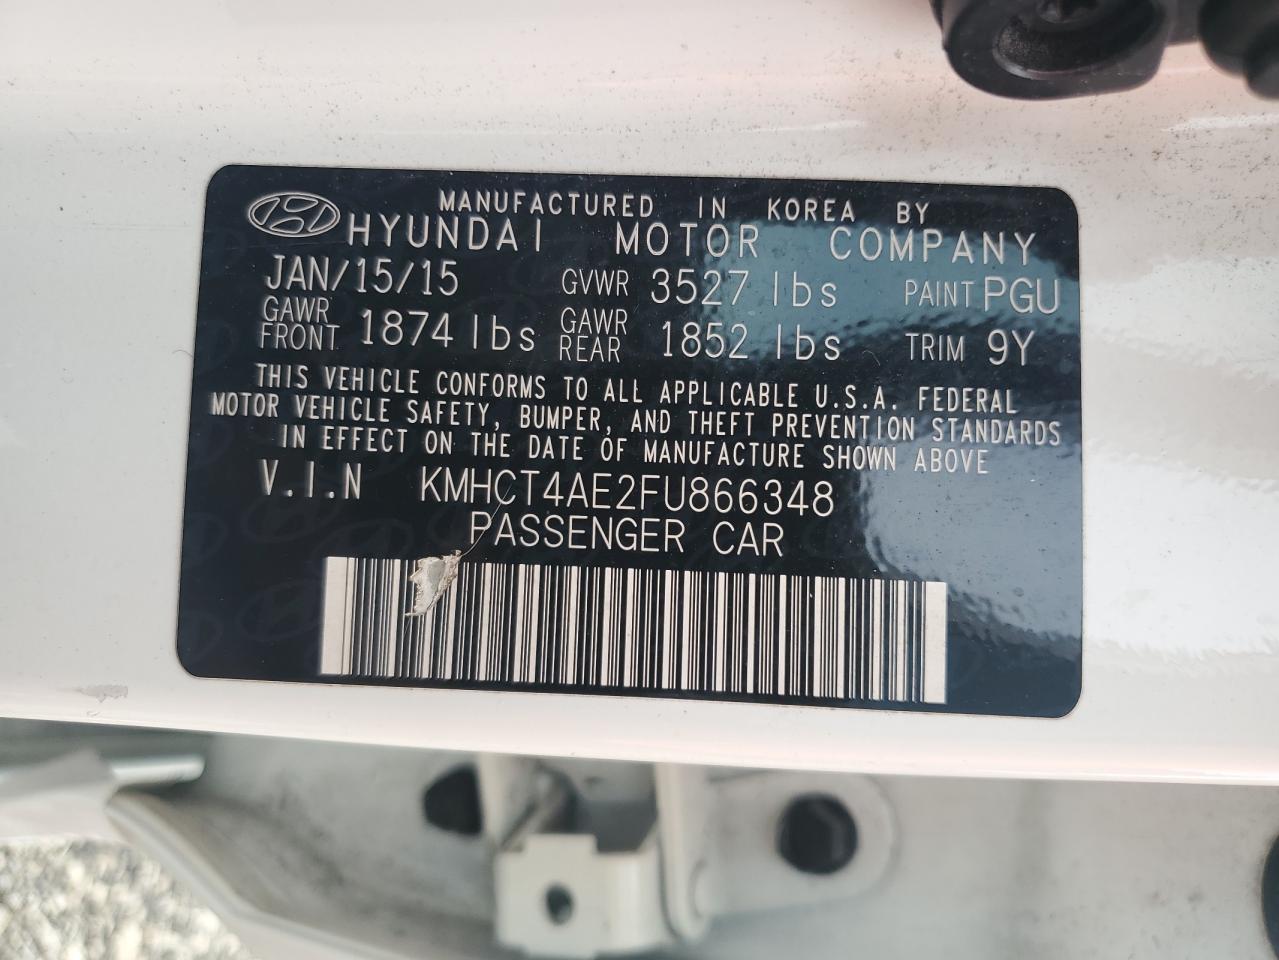 MANUFACTURED IN KOREA BY
HYUNDAI MOTOR COMPANY
JAN/15/15 GVWR 3527 lbs PAINT PGU
GAWR FRONT 1874 lbs GAWR REAR 1852 lbs TRIM 9Y
THIS VEHICLE CONFORMS TO ALL APPLICABLE U.S.A. FEDERAL
MOTOR VEHICLE SAFETY, BUMPER, AND THEFT PREVENTION STANDARDS
IN EFFECT ON THE DATE OF MANUFACTURE SHOWN ABOVE
V.I.N KMHCT4AE2FU866348
PASSENGER CAR